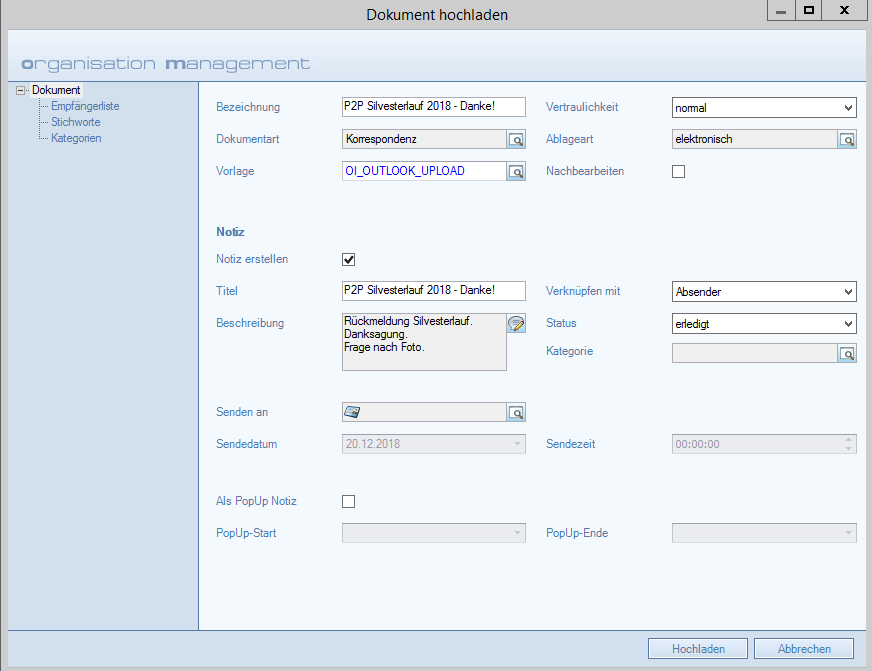 Dokument hochladen
organisation management
Dokument
Empfängerliste
Stichworte
Kategorien
Bezeichnung P2P Silvesterlauf 2018 - Danke! Vertraulichkeit normal
Dokumentart Korrespondenz Ablageart elektronisch
Vorlage OI_OUTLOOK_UPLOAD Nachbearbeiten
Notiz
Notiz erstellen
Titel P2P Silvesterlauf 2018 - Danke! Verknüpfen mit Absender
Beschreibung Rückmeldung Silvesterlauf. Status erledigt
Danksagung.
Frage nach Foto. Kategorie
Senden an
Sendedatum 20.12.2018 Sendezeit 00:00:00
Als PopUp Notiz
PopUp-Start PopUp-Ende
Hochladen Abbrechen